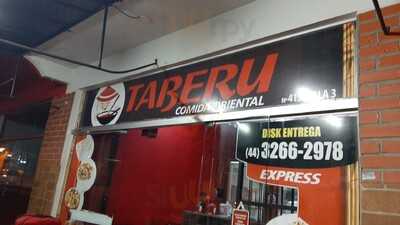 TABERU
COMIDA ORIENTAL
DISK ENTREGA
(44) 3266-2978
EXPRESS